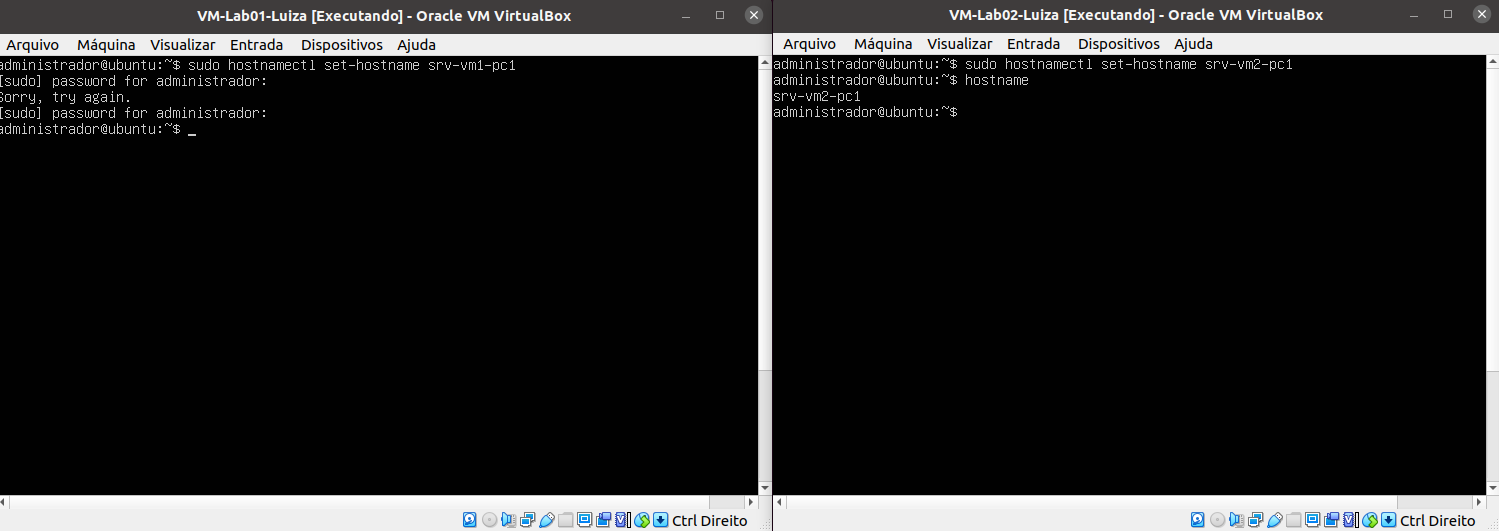 VM-Lab01-Luiza [Executando] - Oracle VM VirtualBox
Arquivo Máquina Visualizar Entrada Dispositivos Ajuda
administrador@ubuntu:~$ sudo hostnamectl set-hostname srv-vm1-pc1
[sudo] password for administrador:
Sorry, try again.
[sudo] password for administrador:
administrador@ubuntu:~$ _
Ctrl Direito
VM-Lab02-Luiza [Executando] - Oracle VM VirtualBox
Arquivo Máquina Visualizar Entrada Dispositivos Ajuda
administrador@ubuntu:~$ sudo hostnamectl set-hostname srv-vm2-pc1
administrador@ubuntu:~$ hostname
srv-vm2-pc1
administrador@ubuntu:~$
Ctrl Direito